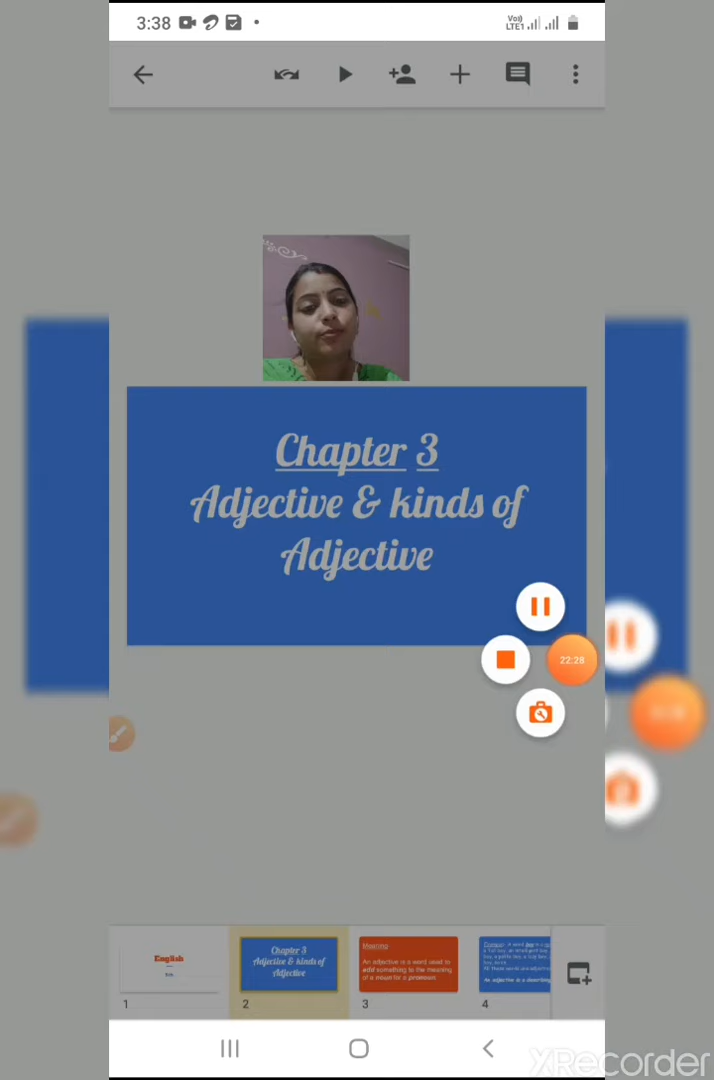 3:38
Vo))
LTE1
Chapter 3
Adjective & kinds of
Adjective
22:28
English
Chapter 3
Adjective & kinds of
Adjective
Meaning:
An adjective is a word used to
add something to the meaning
of a noun or a pronoun.
1
2
3
4
XRecorder